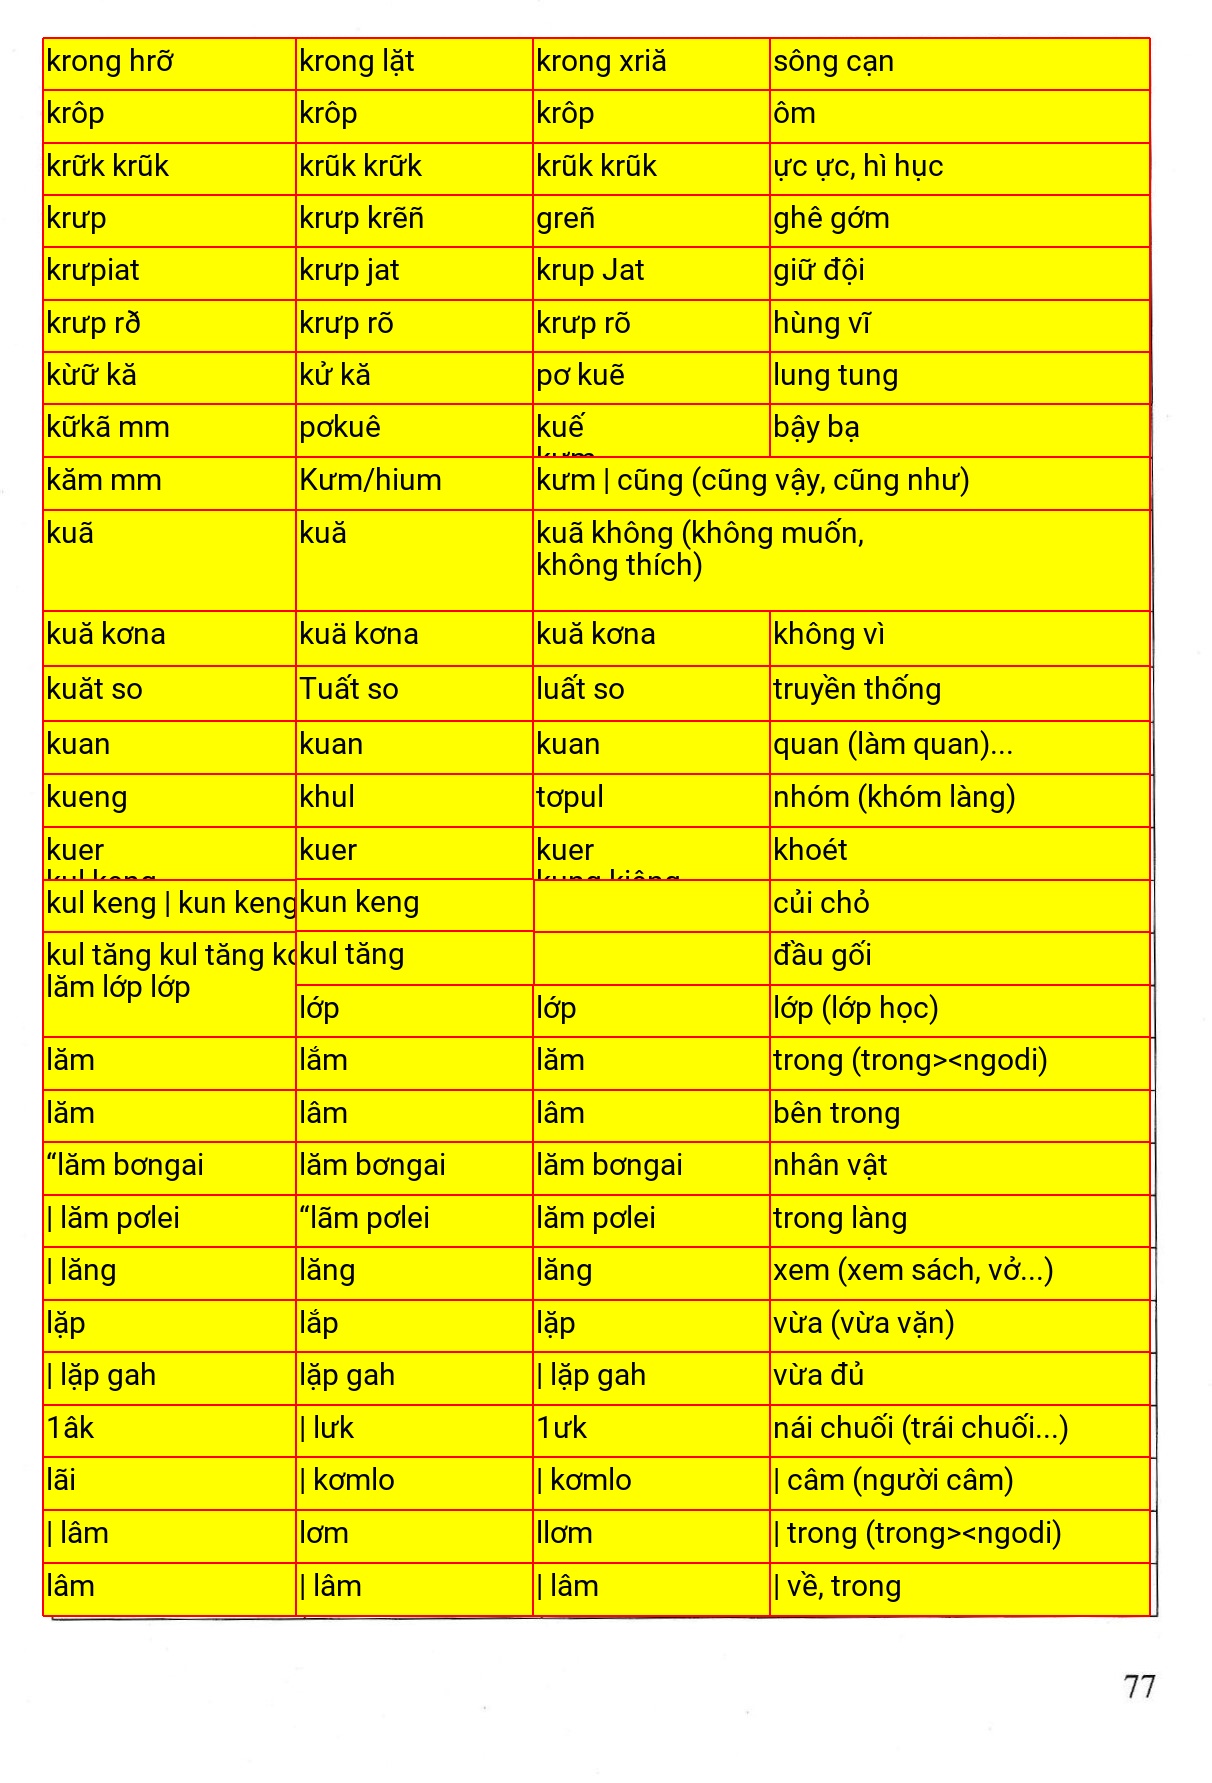 krong hrỡ krong lặt krong xriă sông cạn
krôp krôp krôp ôm
krữk krũk krũk krữk krũk krũk ực ực, hì hục
krưp krưp krẽñ greñ ghê gớm
krưpiat krưp jat krup Jat giữ đội
krưp rð krưp rõ krưp rõ hùng vĩ
kừữ kă kử kă pơ kuẽ lung tung
kữkã mm pơkuê kuế bậy bạ
kưm
kăm mm Kưm/hium kưm | cũng (cũng vậy, cũng như)
kuã kuă kuã không (không muốn,
không thích)
kuă kơna kuä kơna kuă kơna không vì
kuăt so Tuất so luất so truyền thống
kuan kuan kuan quan (làm quan)...
kueng khul tơpul nhóm (khóm làng)
kuer kuer kuer khoét
kul keng kung kiêng
kul keng | kun keng kun keng củi chỏ
kul tăng kul tăng kul tăng đầu gối
lăm lớp lớp lớp lớp lớp (lớp học)
lăm lắm lăm trong (trong><ngodi)
lăm lâm lâm bên trong
“lăm bơngai lăm bơngai lăm bơngai nhân vật
| lăm pơlei “lãm pơlei lăm pơlei trong làng
| lăng lăng lăng xem (xem sách, vở...)
lặp lắp lặp vừa (vừa vặn)
| lặp gah lặp gah | lặp gah vừa đủ
1âk | lưk 1ưk nái chuối (trái chuối...)
lãi | kơmlo | kơmlo | câm (người câm)
| lâm lơm llơm | trong (trong><ngodi)
lâm | lâm | lâm | về, trong
77